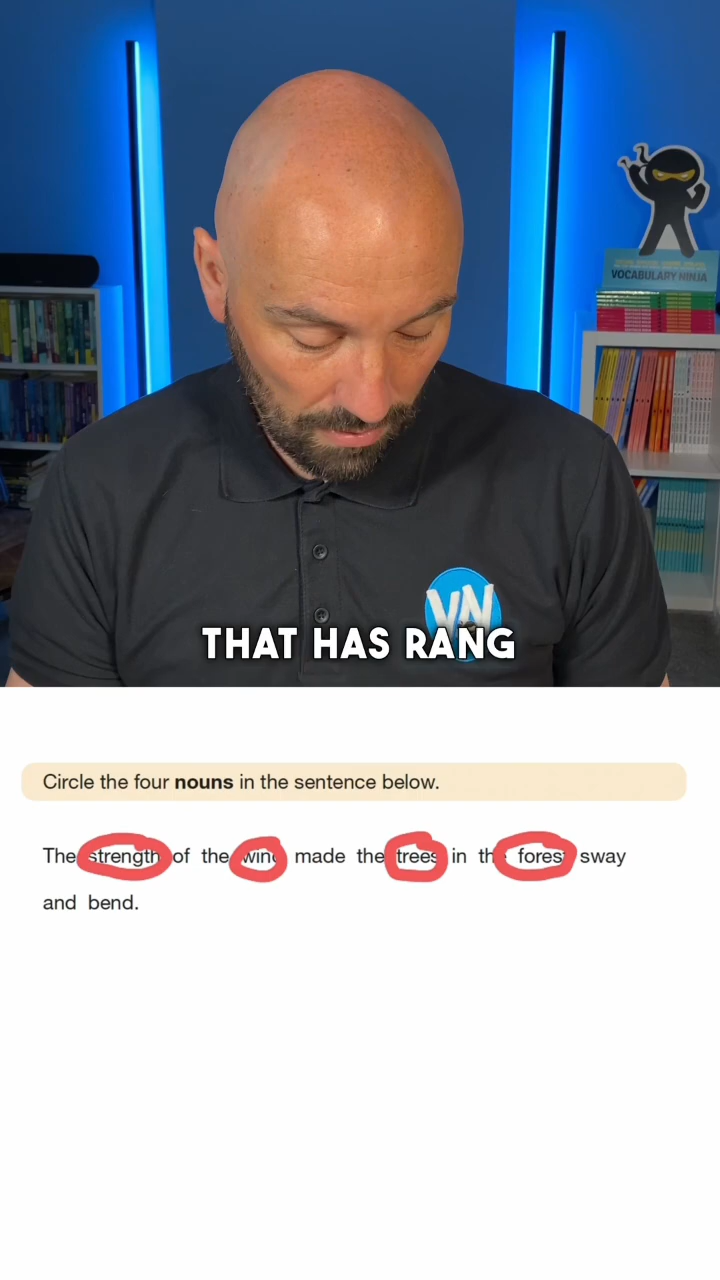 VOCABULARY NINJA
VN
THAT HAS RANG
Circle the four nouns in the sentence below.
The strength of the wind made the trees in the forest sway
and bend.